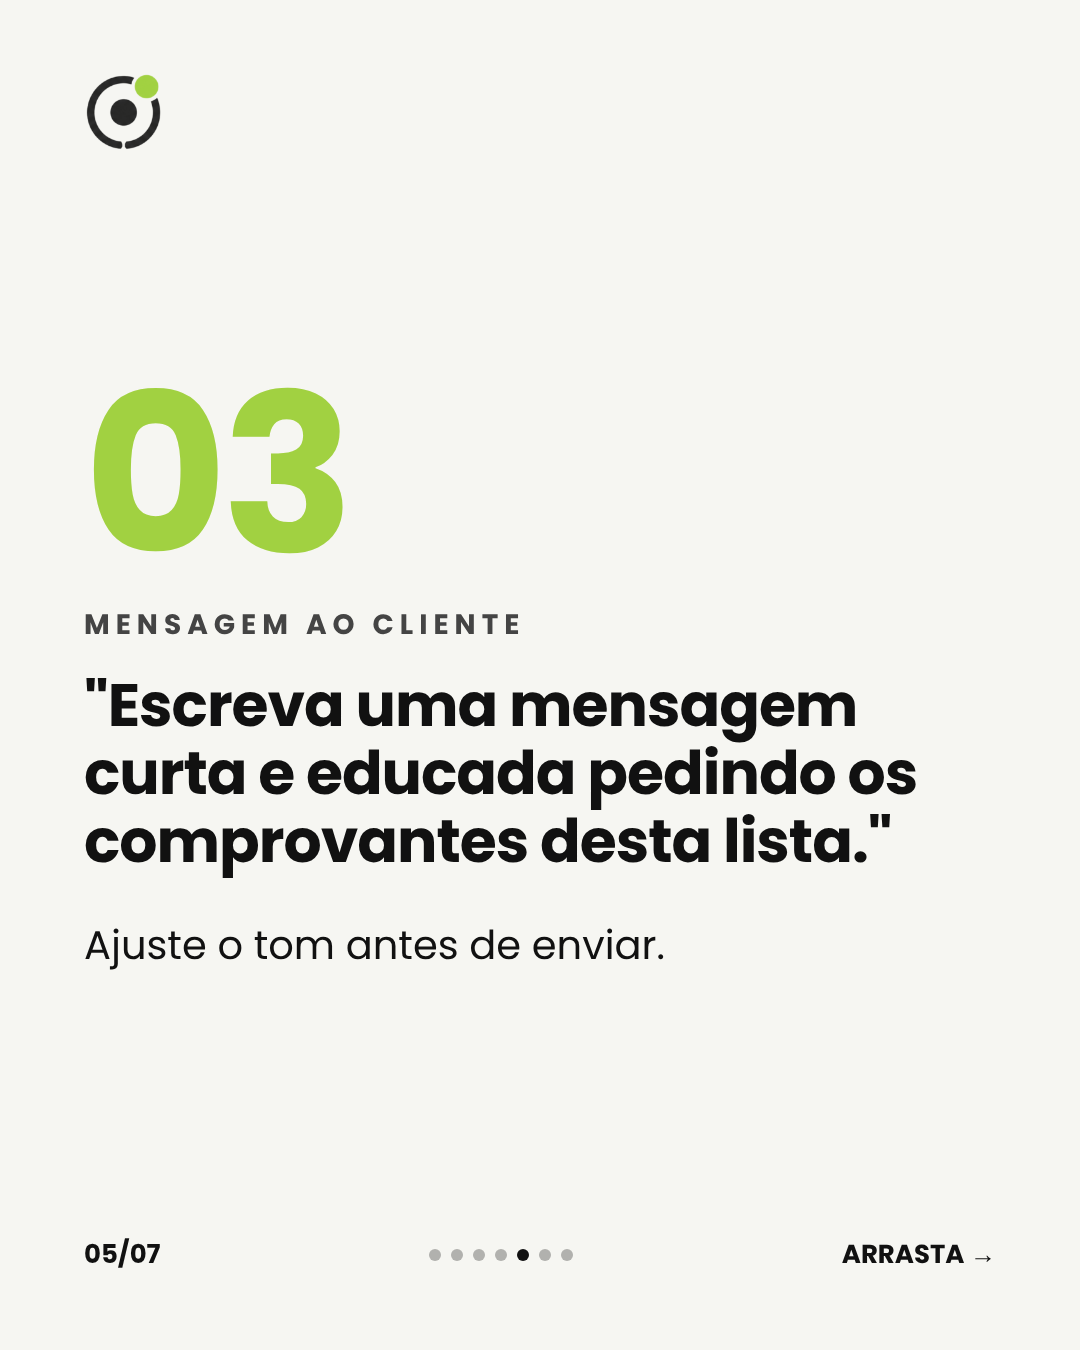 03
MENSAGEM AO CLIENTE
"Escreva uma mensagem
curta e educada pedindo os
comprovantes desta lista."
Ajuste o tom antes de enviar.
05/07
ARRASTA →